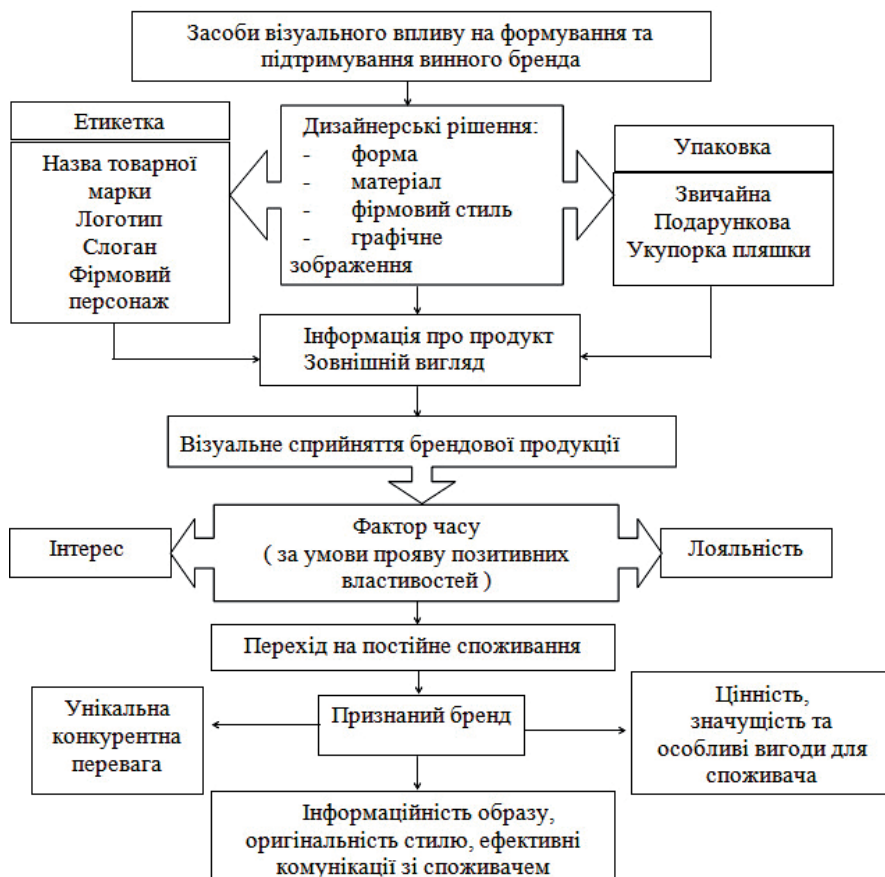 Засоби візуального впливу на формування та
підтримування винного бренда
Етикетка
Назва товарної
марки
Логотип
Слоган
Фірмовий
персонаж
Дизайнерські рішення:
- форма
- матеріал
- фірмовий стиль
- графічне
зображення
Упаковка
Звичайна
Подарункова
Укупорка пляшки
Інформація про продукт
Зовнішній вигляд
Візуальне сприйняття брендової продукції
Інтерес
Фактор часу
( за умови прояву позитивних
властивостей )
Лояльність
Перехід на постійне споживання
Унікальна
конкурентна
перевага
Признаний бренд
Цінність,
значущість та
особливі вигоди для
споживача
Інформаційність образу,
оригінальність стилю, ефективні
комунікації зі споживачем